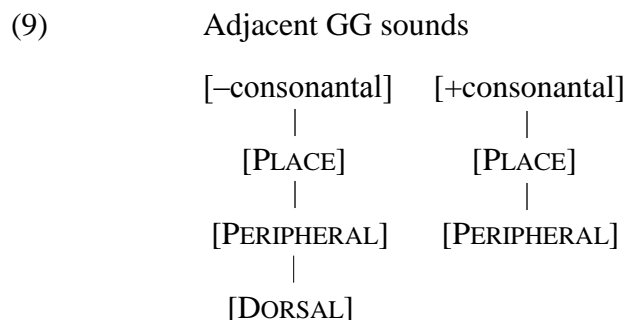 (9) Adjacent GG sounds
[–consonantal] [+consonantal]
[PLACE] [PLACE]
[PERIPHERAL] [PERIPHERAL]
[DORSAL]